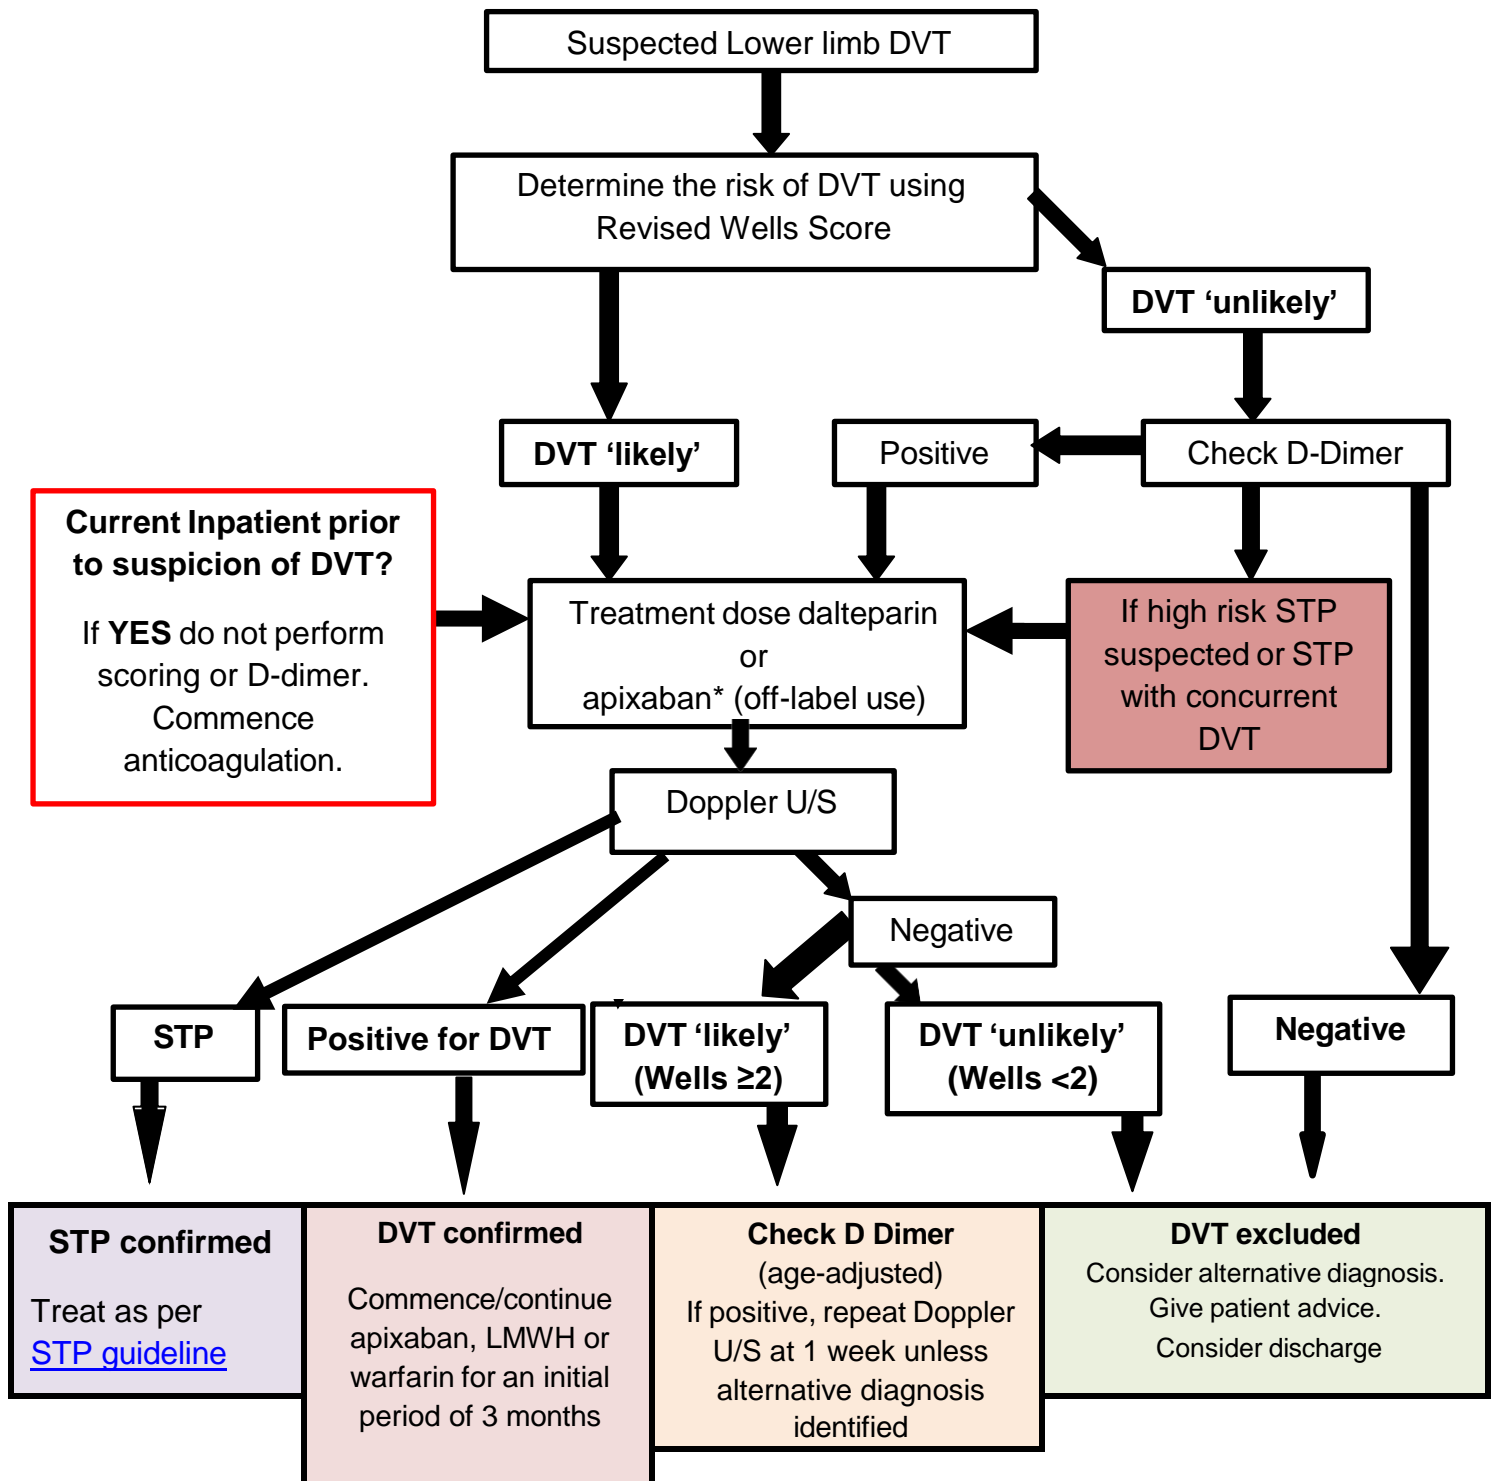 Suspected Lower limb DVT
Determine the risk of DVT using
Revised Wells Score
DVT ‘unlikely’
DVT ‘likely’
Positive
Check D-Dimer
Current Inpatient prior
to suspicion of DVT?
If YES do not perform
scoring or D-dimer.
Commence
anticoagulation.
Treatment dose dalteparin
or
apixaban* (off-label use)
If high risk STP
suspected or STP
with concurrent
DVT
Doppler U/S
Negative
STP
Positive for DVT
DVT ‘likely’
(Wells ≥2)
DVT ‘unlikely’
(Wells <2)
Negative
STP confirmed
Treat as per
STP guideline
DVT confirmed
Commence/continue
apixaban, LMWH or
warfarin for an initial
period of 3 months
Check D Dimer
(age-adjusted)
If positive, repeat Doppler
U/S at 1 week unless
alternative diagnosis
identified
DVT excluded
Consider alternative diagnosis.
Give patient advice.
Consider discharge